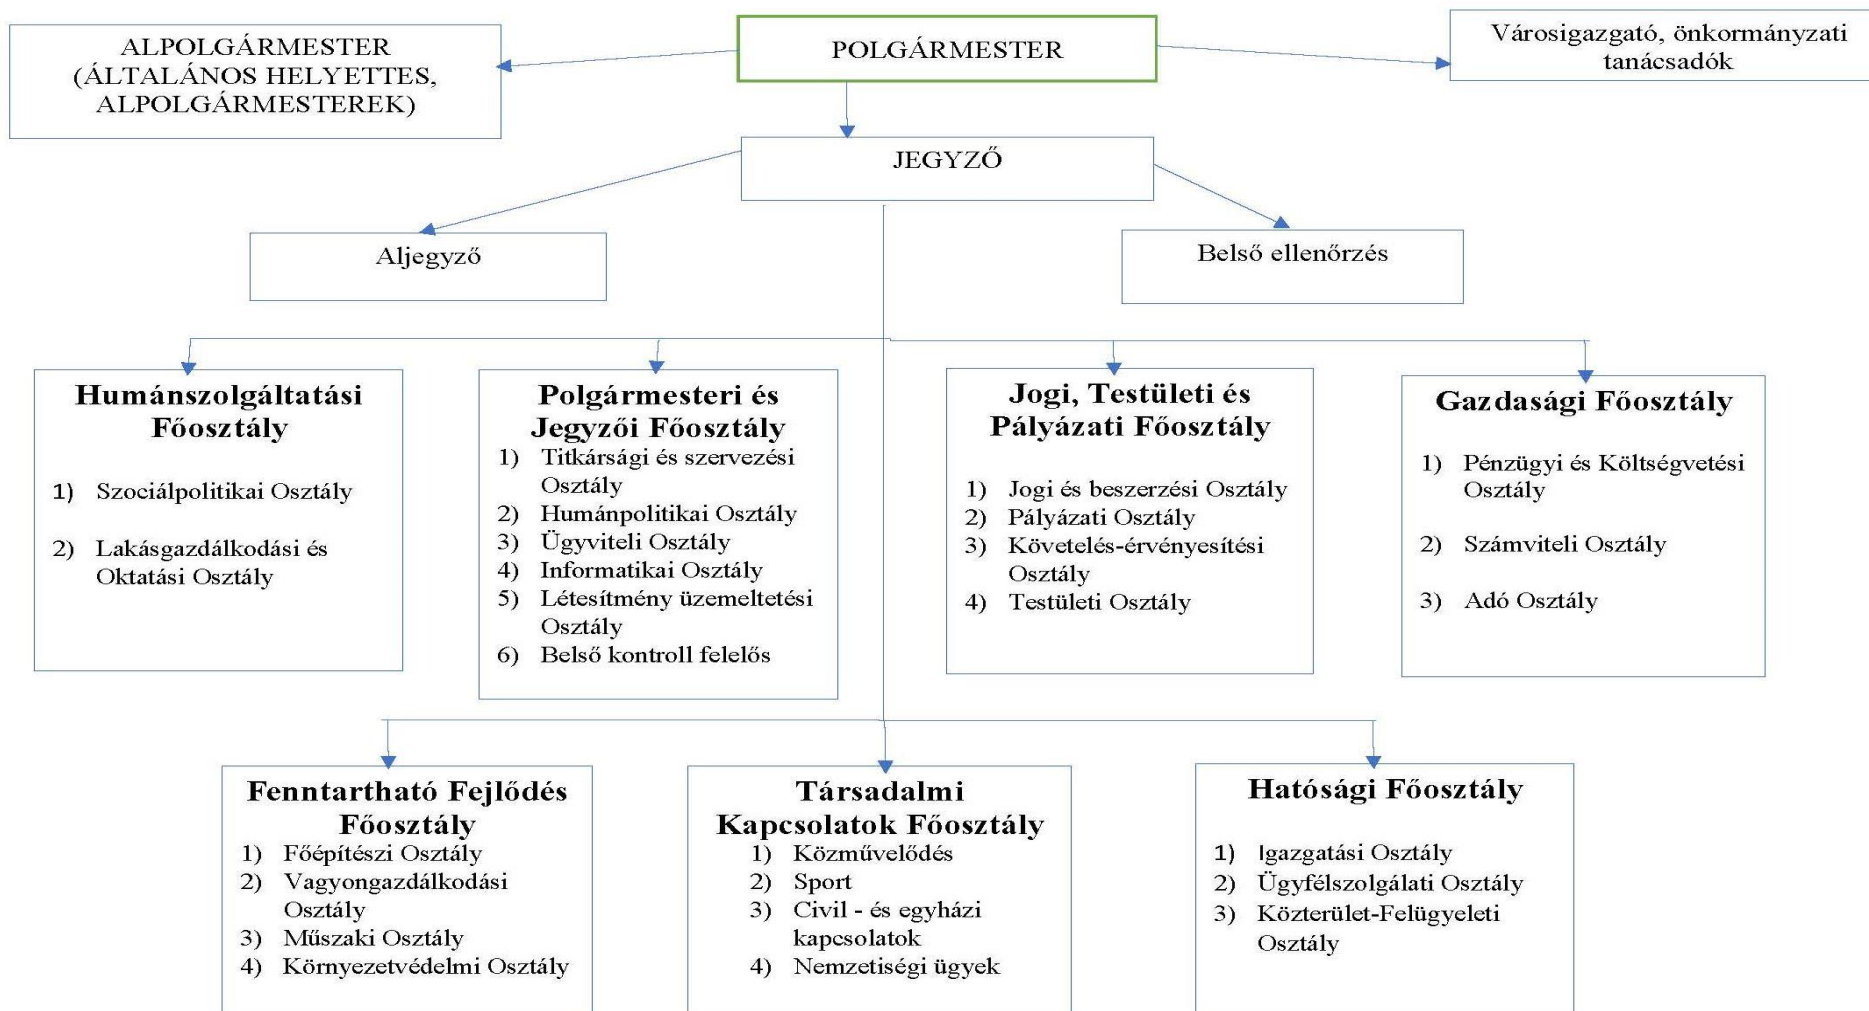 ALPOLGÁRMESTER
(ÁLTALÁNOS HELYETTES,
ALPOLGÁRMESTEREK)
POLGÁRMESTER
Városigazgató, önkormányzati
tanácsadók
JEGYZŐ
Aljegyző
Belső ellenőrzés
Humánszolgáltatási
Főosztály
1) Szociálpolitikai Osztály
2) Lakásgazdálkodási és
Oktatási Osztály
Polgármesteri és
Jegyzői Főosztály
1) Titkársági és szervezési
Osztály
2) Humánpolitikai Osztály
3) Ügyviteli Osztály
4) Informatikai Osztály
5) Létesítmény üzemeltetési
Osztály
6) Belső kontroll felelős
Jogi, Testületi és
Pályázati Főosztály
1) Jogi és beszerzési Osztály
2) Pályázati Osztály
3) Követelés-érvényesítési
Osztály
4) Testületi Osztály
Gazdasági Főosztály
1) Pénzügyi és Költségvetési
Osztály
2) Számviteli Osztály
3) Adó Osztály
Fenntartható Fejlődés
Főosztály
1) Főépítészi Osztály
2) Vagyongazdálkodási
Osztály
3) Műszaki Osztály
4) Környezetvédelmi Osztály
Társadalmi
Kapcsolatok Főosztály
1) Közművelődés
2) Sport
3) Civil - és egyházi
kapcsolatok
4) Nemzetiségi ügyek
Hatósági Főosztály
1) Igazgatási Osztály
2) Ügyfélszolgálati Osztály
3) Közterület-Felügyeleti
Osztály